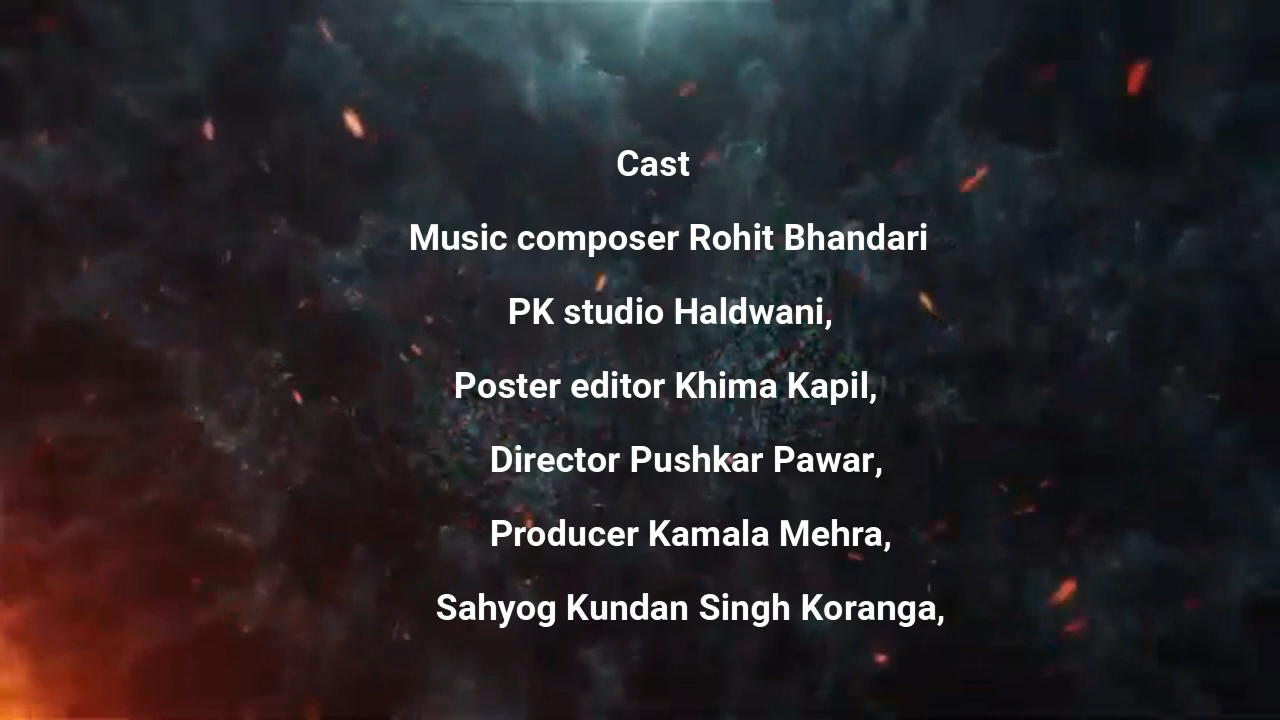 Cast
Music composer Rohit Bhandari
PK studio Haldwani,
Poster editor Khima Kapil,
Director Pushkar Pawar,
Producer Kamala Mehra,
Sahyog Kundan Singh Koranga,